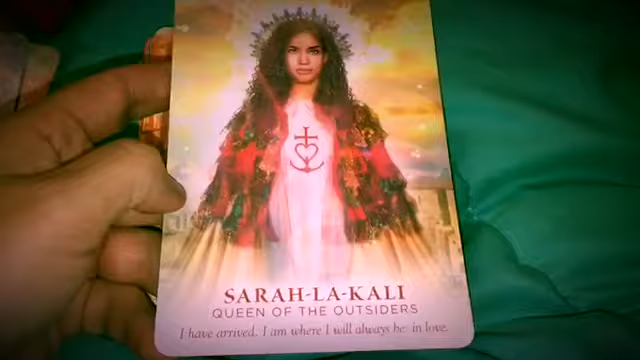 SARAH-LA-KALI
QUEEN OF THE OUTSIDERS
I have arrived. I am where I will always be: in love.